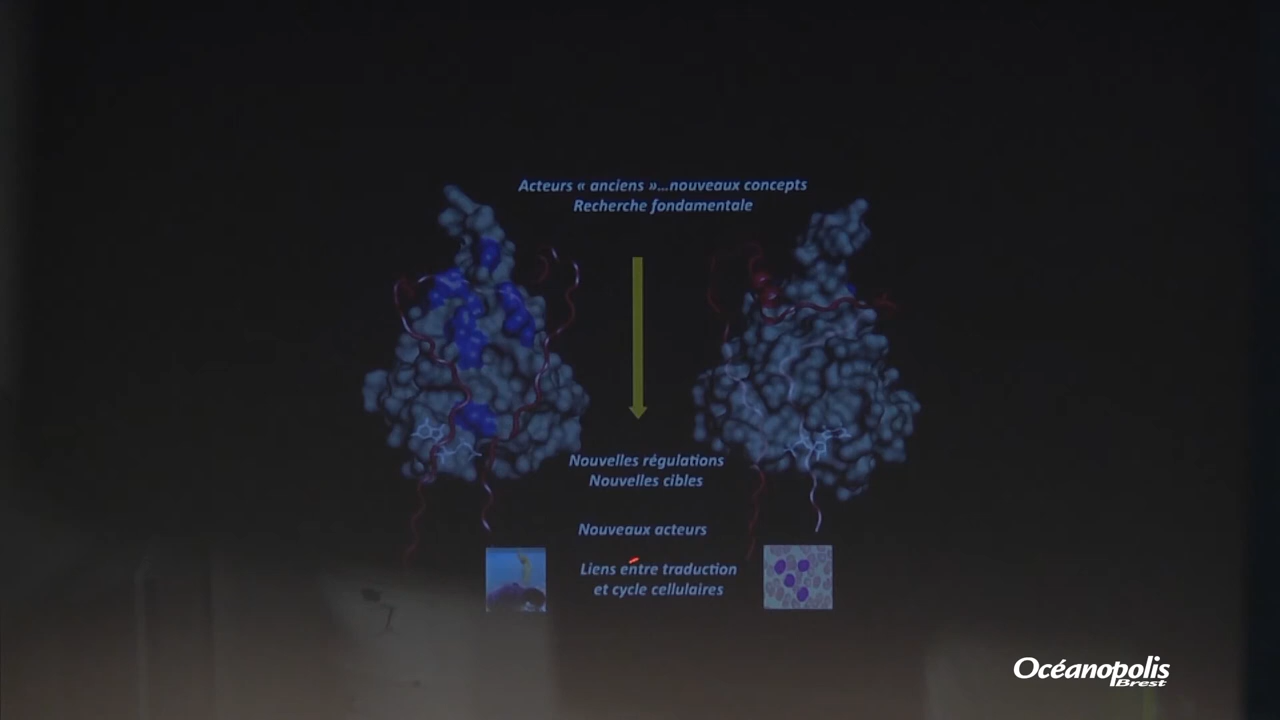 Acteurs « anciens »...nouveaux concepts
Recherche fondamentale
Nouvelles régulations
Nouvelles cibles
Nouveaux acteurs
Liens entre traduction
et cycle cellulaires
Océanopolis
Brest